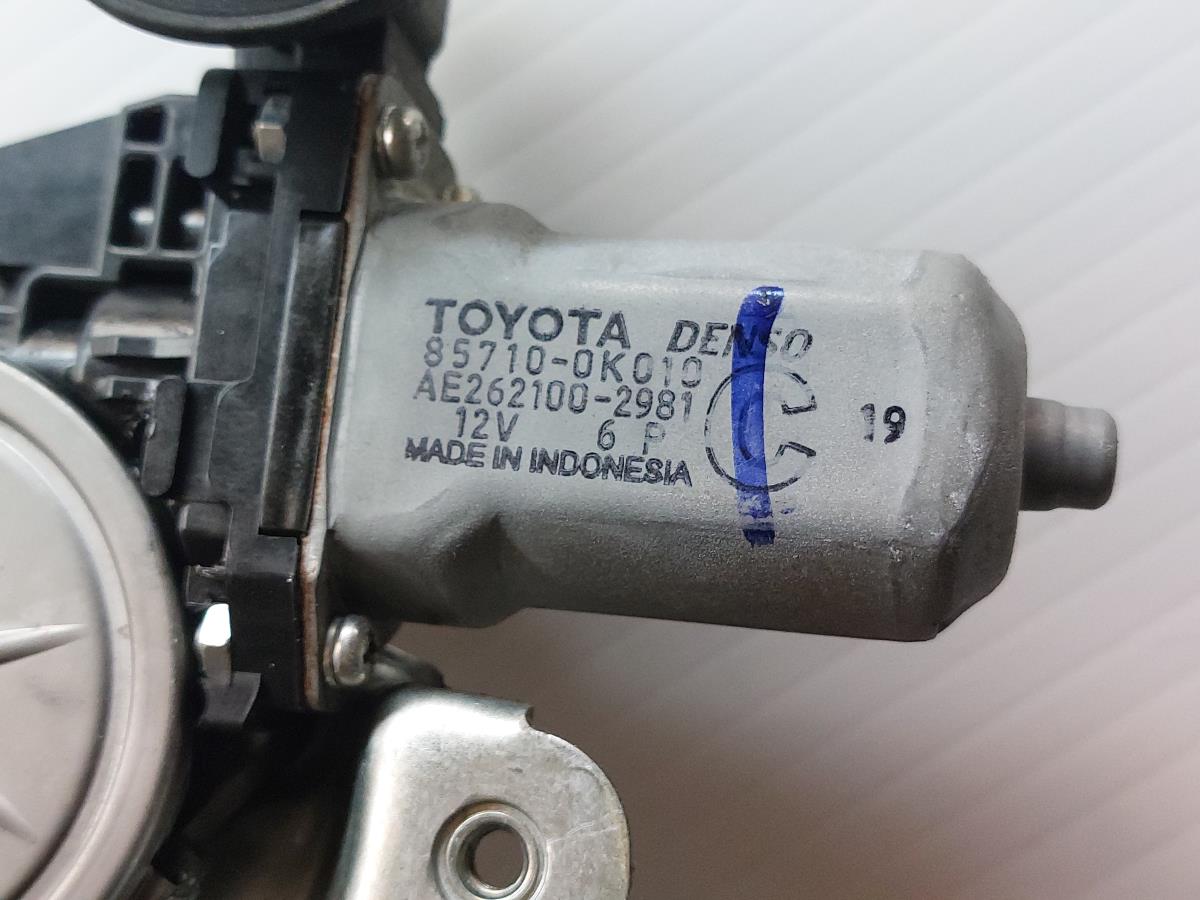 TOYOTA DENSO
85710-0K010
AE262100-2981
12V 6 P
MADE IN INDONESIA
C
19